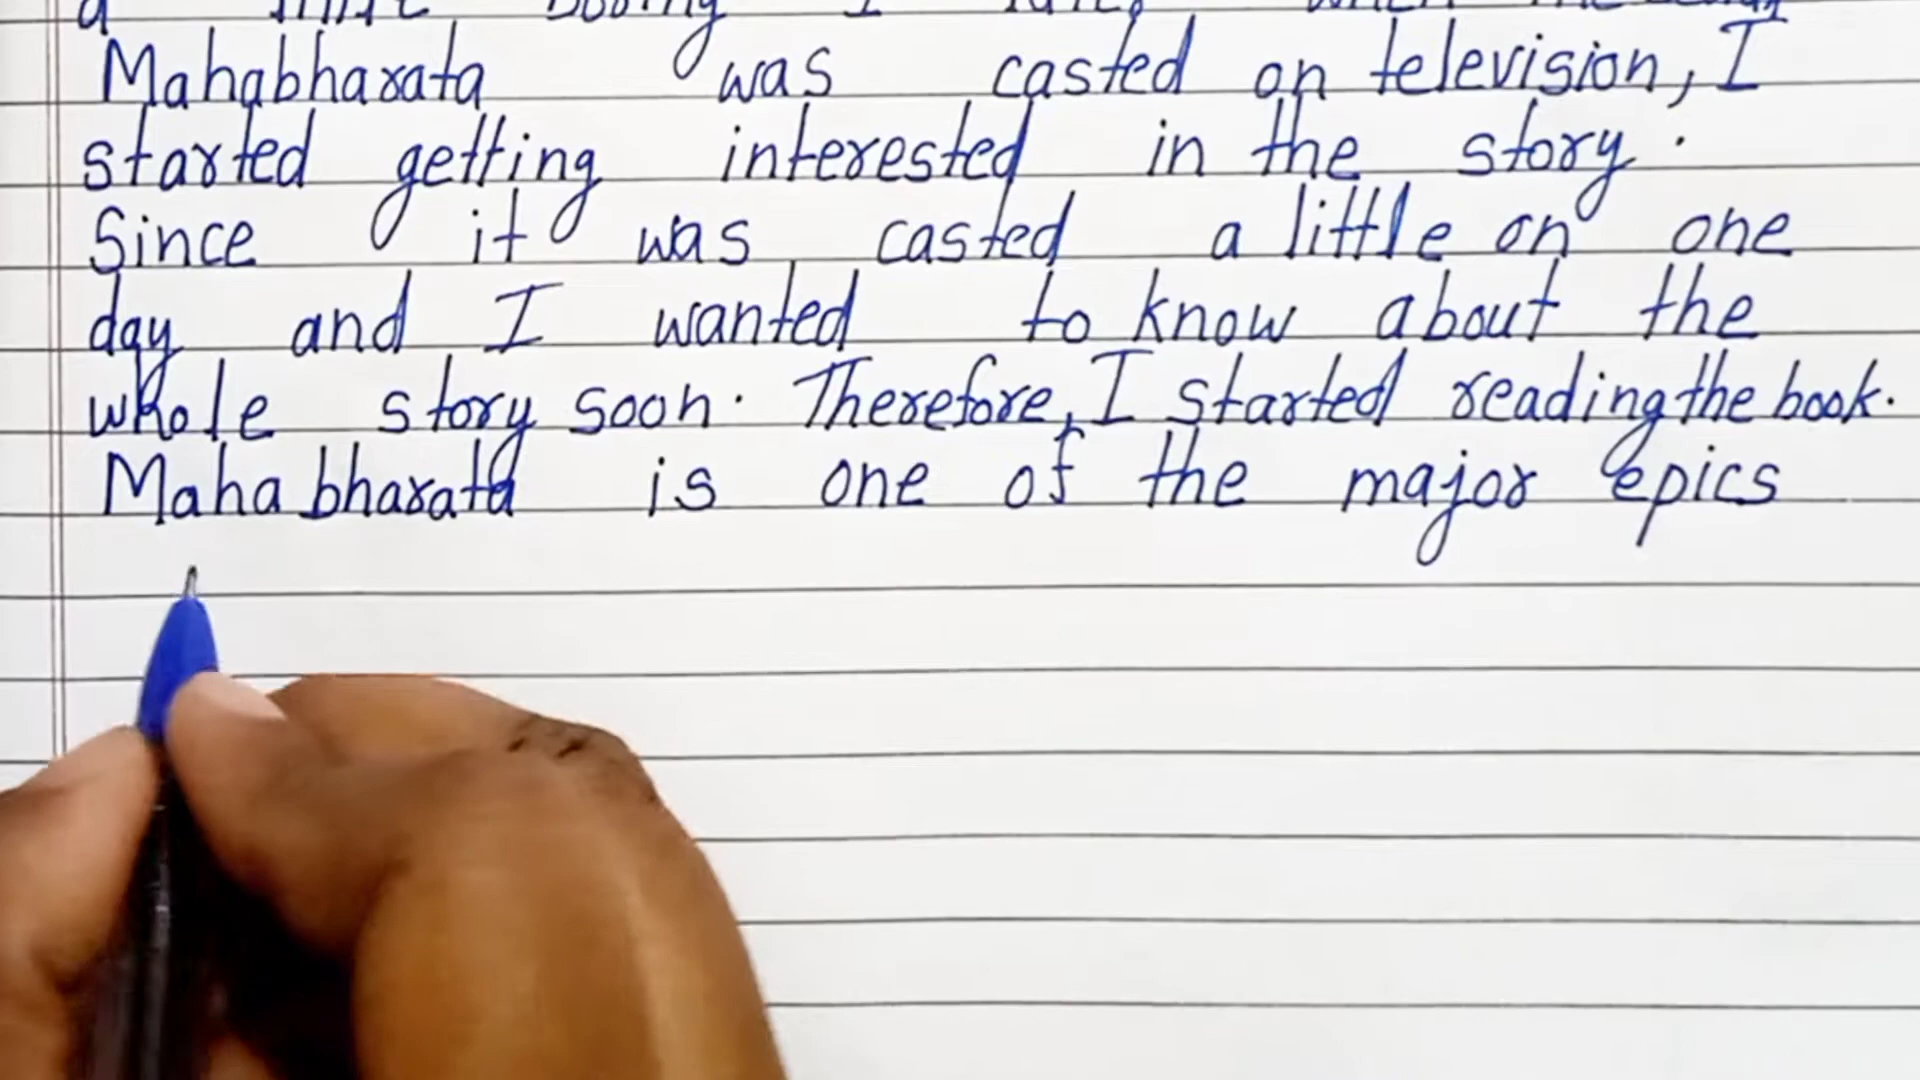 Mahabharata was casted on television, I
started getting interested in the story.
Since it was casted a little on one
day and I wanted to know about the
whole story soon. Therefore, I started reading the book.
Mahabharata is one of the major epics